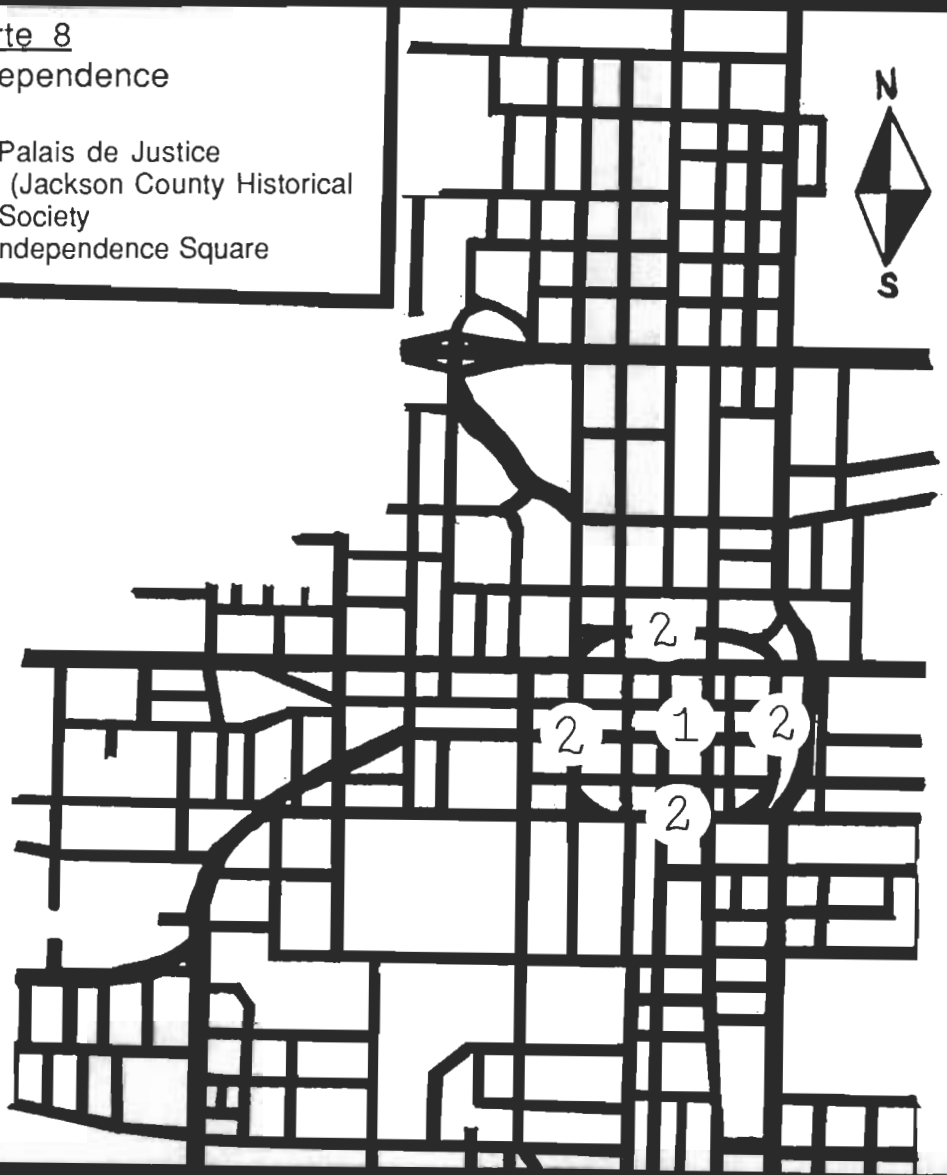 rte 8
ependence
Palais de Justice
(Jackson County Historical
Society
ndependence Square
N
S
2
2
1
2
2